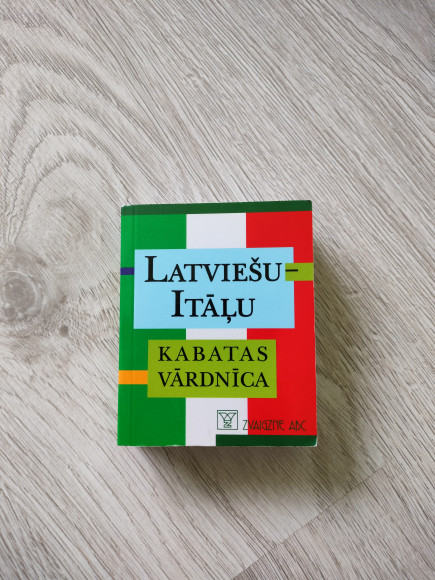 LATVIEŠU–
ITĀĻU
KABATAS
VĀRDNĪCA
ZVAIGZNE ABC